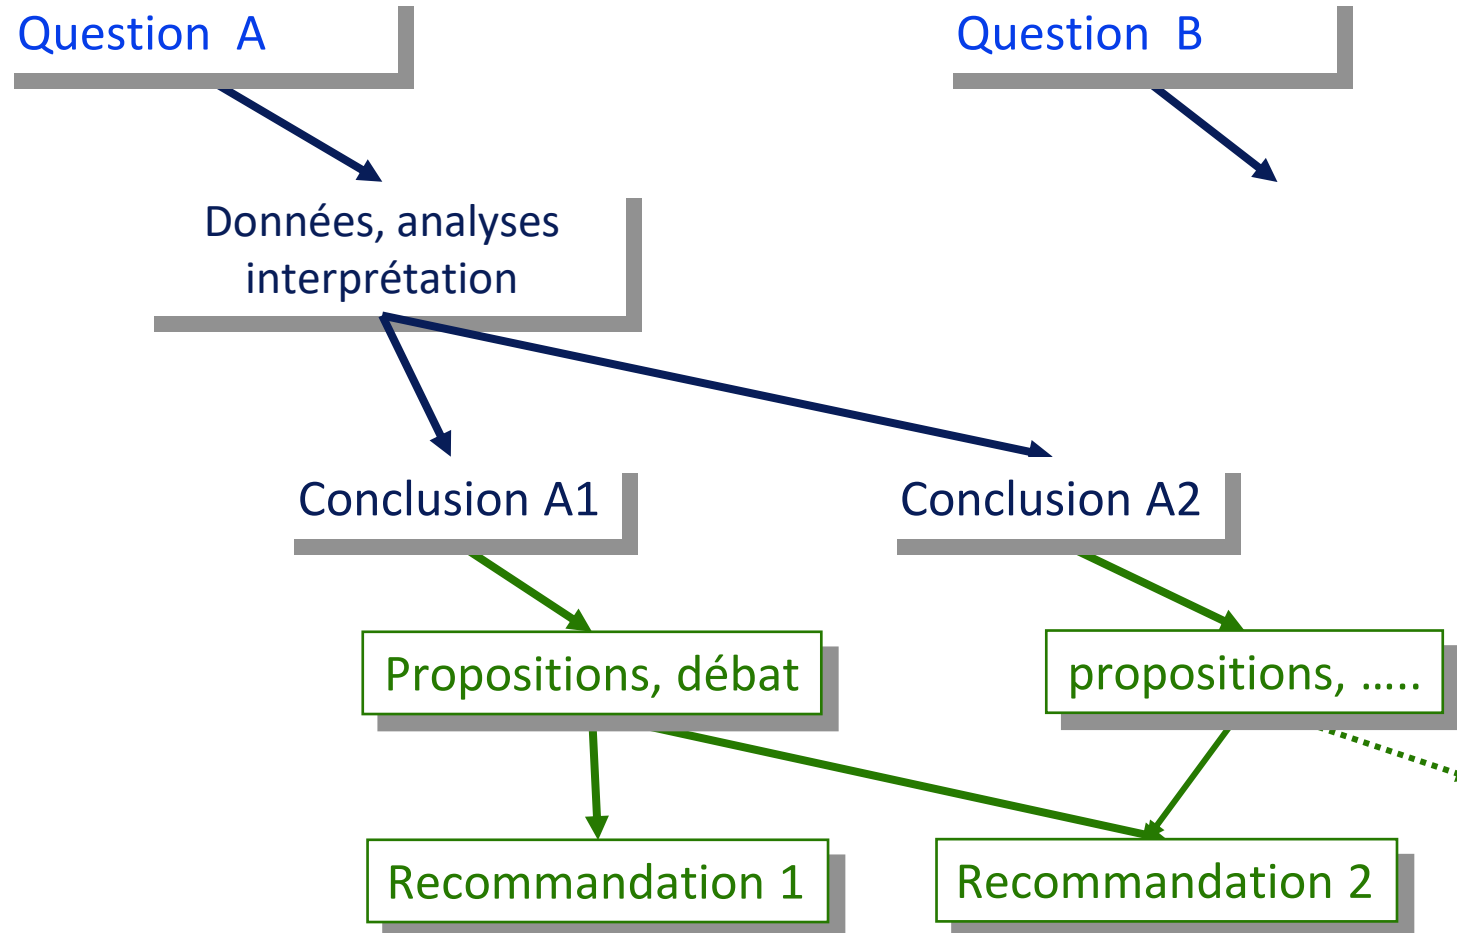 Question A
Question B
Données, analyses
interprétation
Conclusion A1
Conclusion A2
Propositions, débat
propositions, …..
Recommandation 1
Recommandation 2